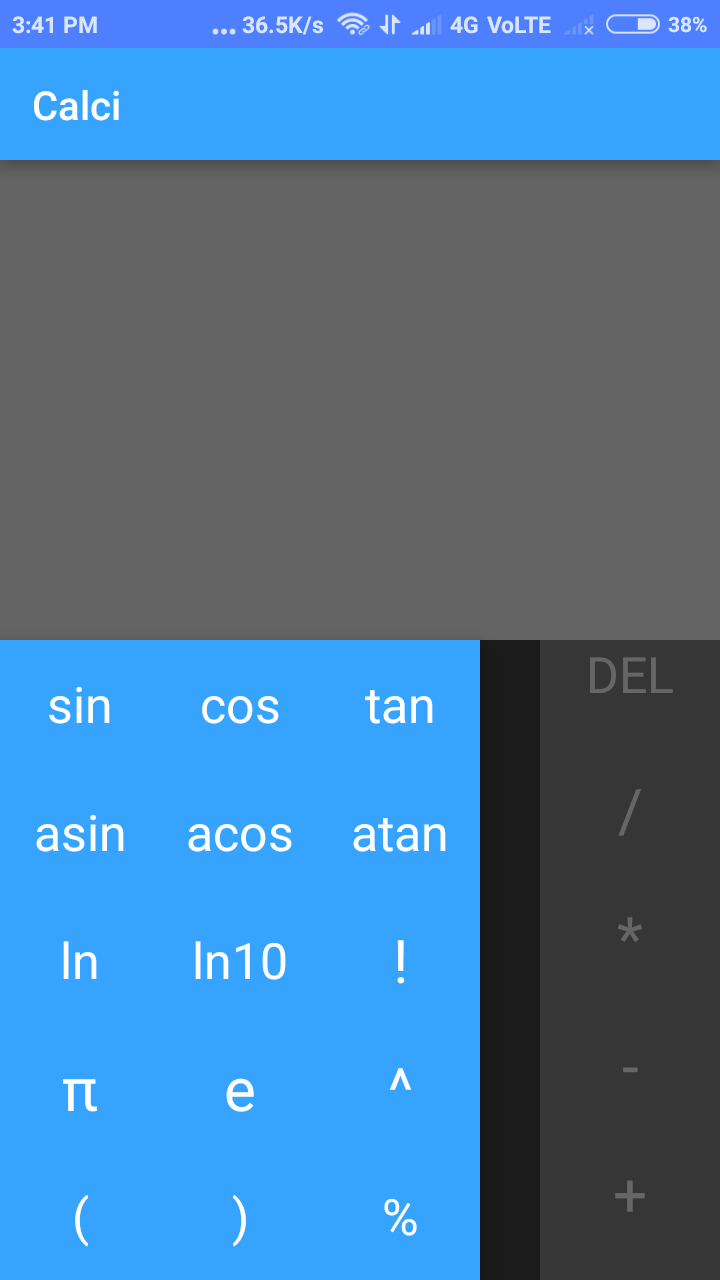 3:41 PM ... 36.5K/s 4G VoLTE 38%
Calci
DEL
sin cos tan
/
asin acos atan
*
ln ln10 !
-
π e ^
+
( ) %